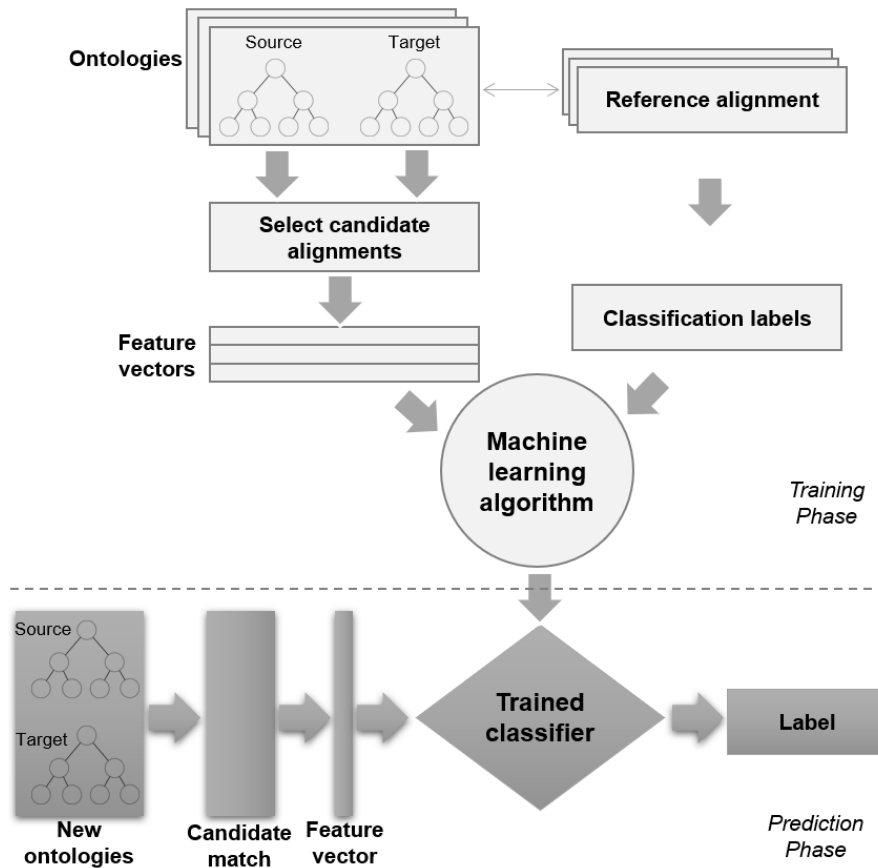 Source
Target
Ontologies
Reference alignment
Select candidate
alignments
Classification labels
Feature
vectors
Machine
learning
algorithm
Training
Phase
Source
Target
Trained
classifier
Label
New
ontologies
Candidate
match
Feature
vector
Prediction
Phase